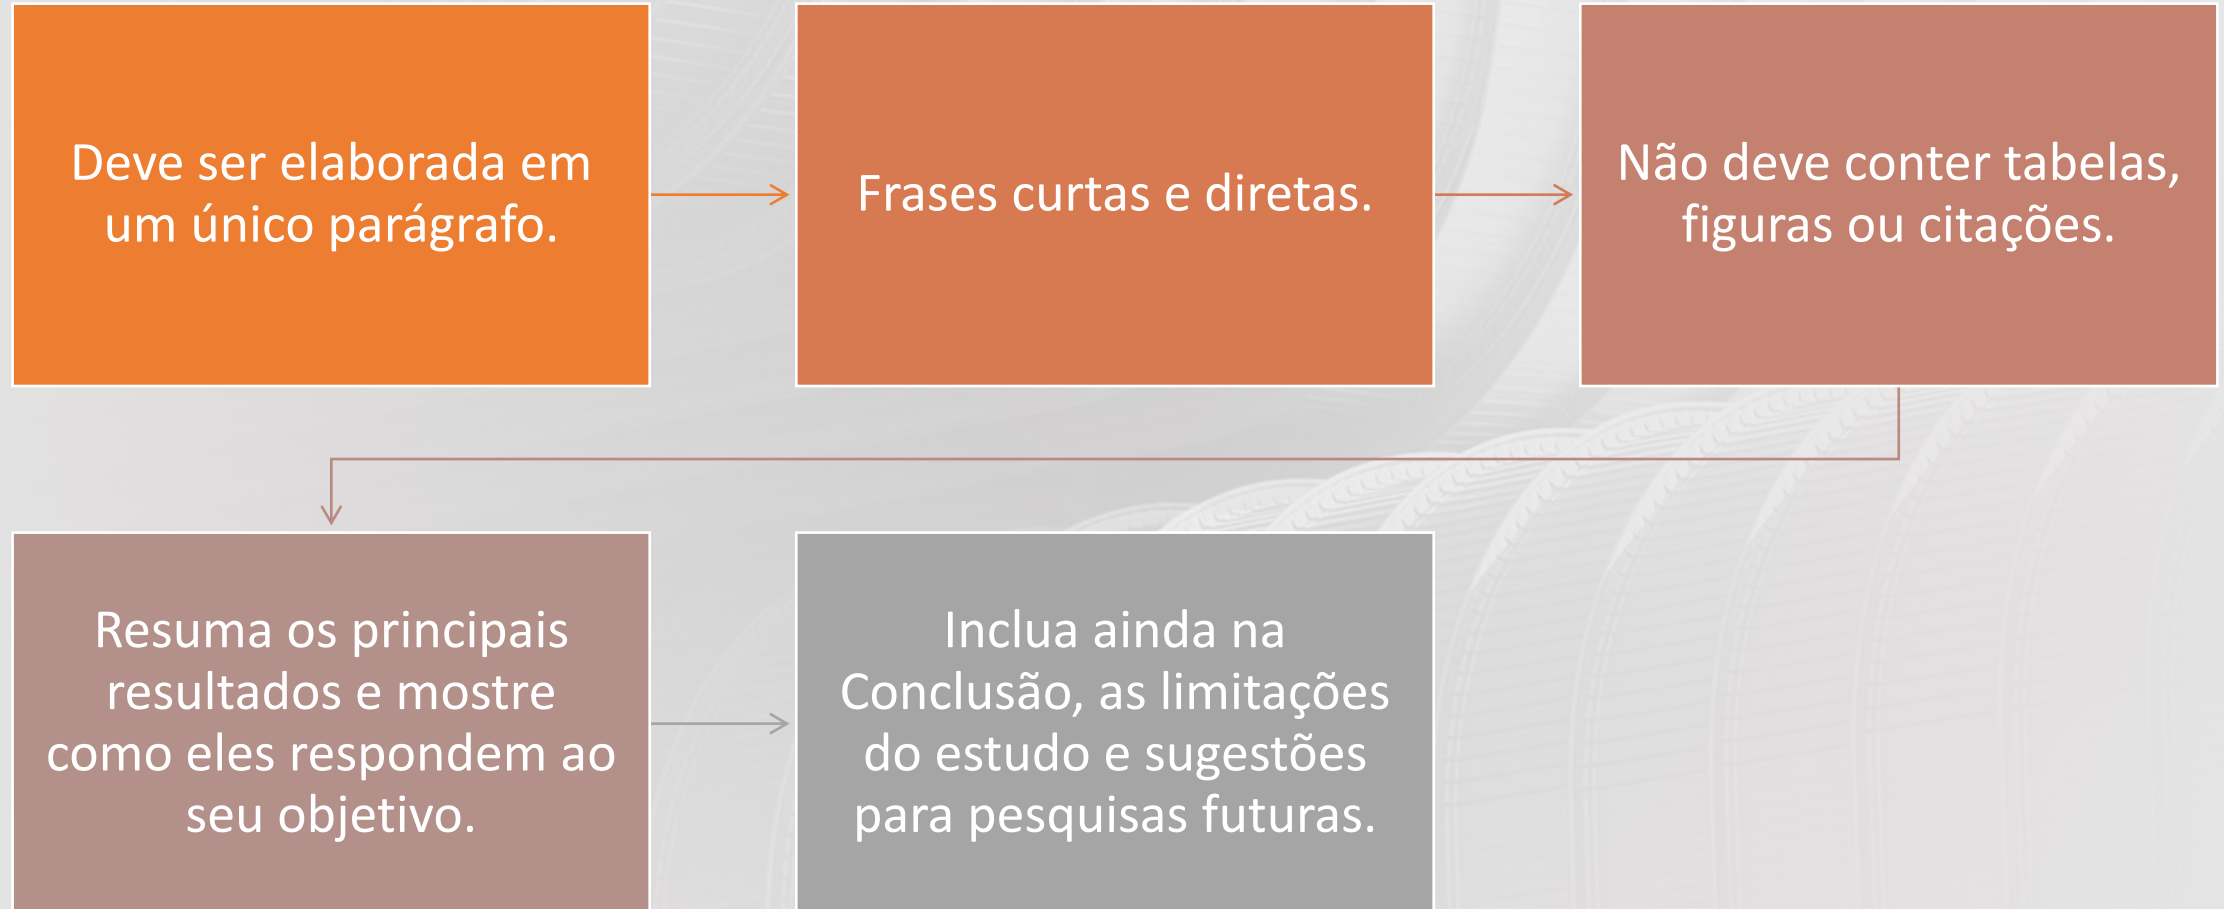 Deve ser elaborada em
um único parágrafo.
Frases curtas e diretas.
Não deve conter tabelas,
figuras ou citações.
Resuma os principais
resultados e mostre
como eles respondem ao
seu objetivo.
Inclua ainda na
Conclusão, as limitações
do estudo e sugestões
para pesquisas futuras.